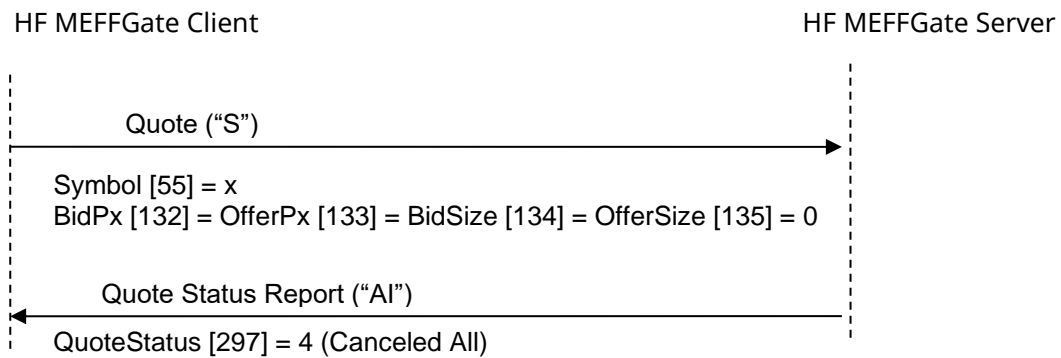 HF MEFFGate Client
HF MEFFGate Server
Quote (“S”)
Symbol [55] = x
BidPx [132] = OfferPx [133] = BidSize [134] = OfferSize [135] = 0
Quote Status Report (“AI”)
QuoteStatus [297] = 4 (Canceled All)